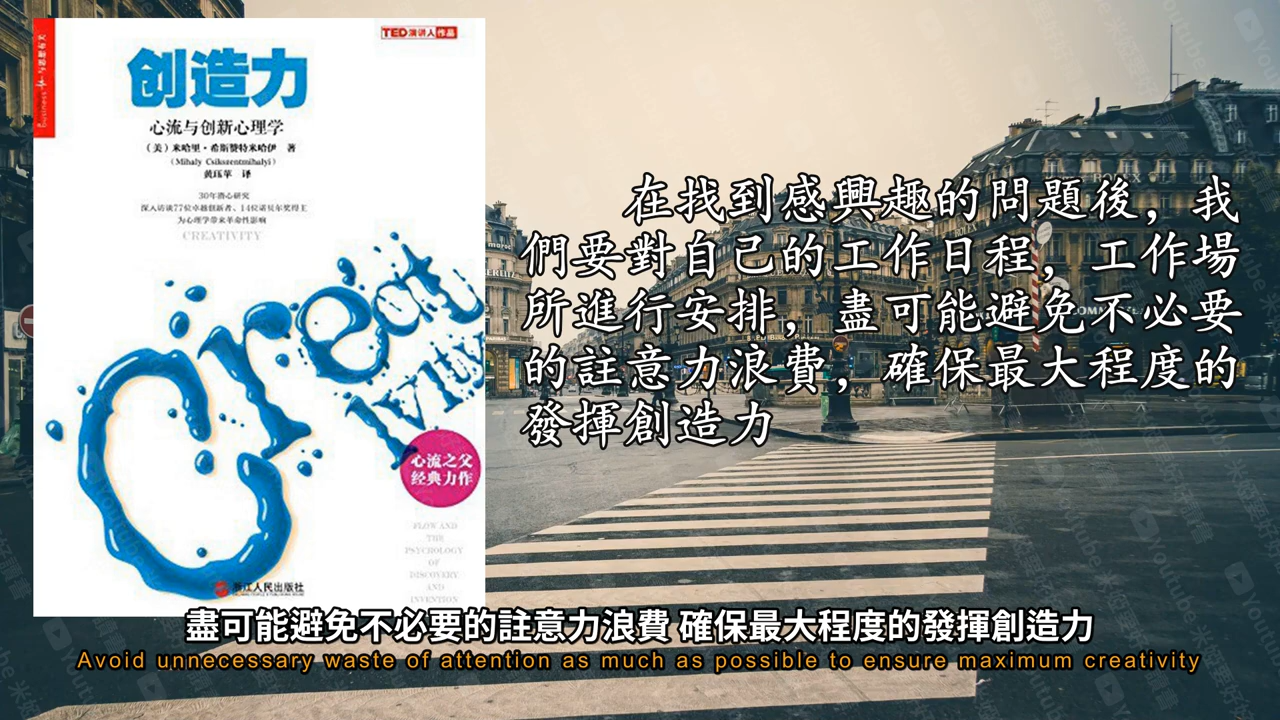 TED演讲人作品
创造力
心流与创新心理学
（美）米哈里·希斯赞特米哈伊 著
（Mihaly Csikszentmihalyi）
黄珏苹 译
30年潜心研究
深入访谈77位卓越创新者、14位诺贝尔奖得主
为心理学带来革命性影响
CREATIVITY
Creat
ivity
心流之父
经典力作
FLOW AND
THE
PSYCHOLOGY
OF
DISCOVERY
AND
INVENTION
浙江人民出版社
在找到感興趣的問題後，我
們要對自己的工作日程，工作場
所進行安排，盡可能避免不必要
的註意力浪費，確保最大程度的
發揮創造力
ROLEX
盡可能避免不必要的註意力浪費 確保最大程度的發揮創造力
Avoid unnecessary waste of attention as much as possible to ensure maximum creativity